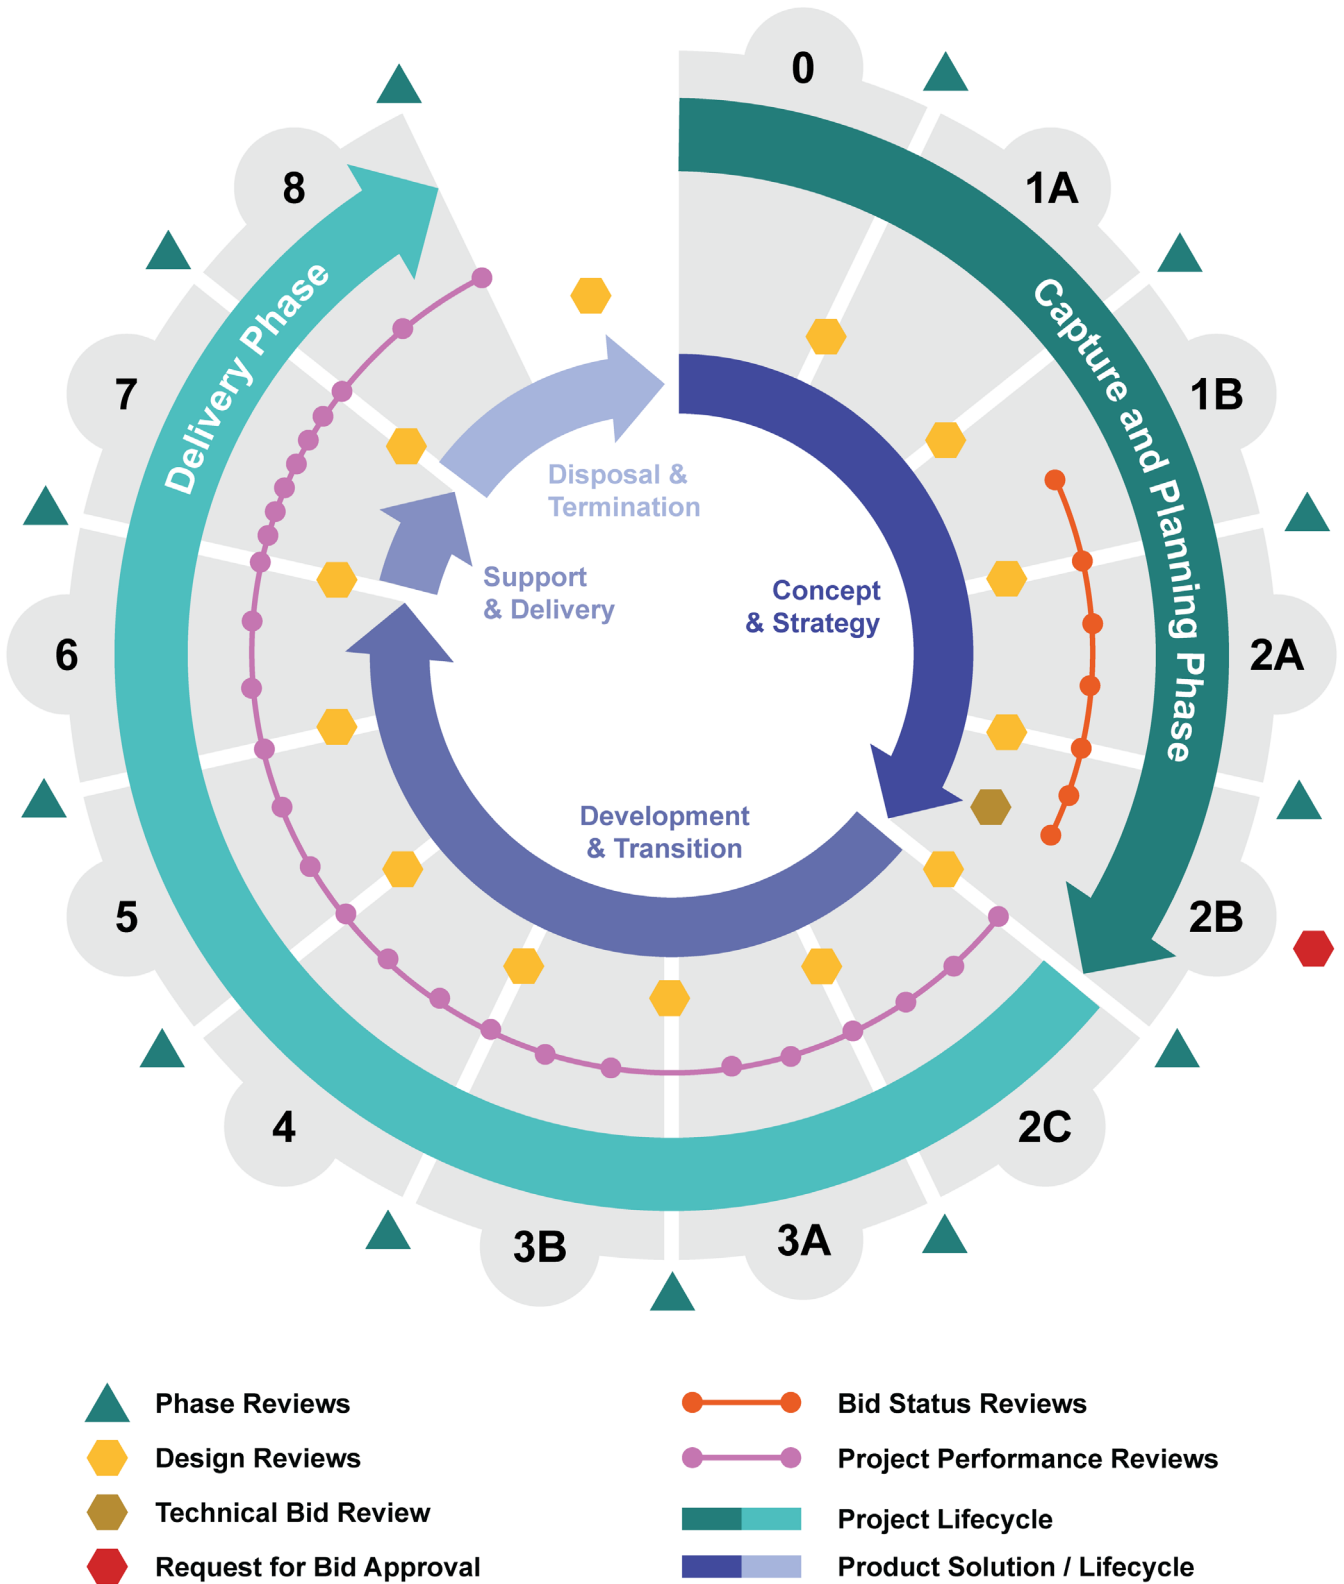 0
1A
1B
2A
2B
2C
3A
3B
4
5
6
7
8
Capture and Planning Phase
Delivery Phase
Concept
& Strategy
Development
& Transition
Support
& Delivery
Disposal &
Termination
Phase Reviews
Design Reviews
Technical Bid Review
Request for Bid Approval
Bid Status Reviews
Project Performance Reviews
Project Lifecycle
Product Solution / Lifecycle